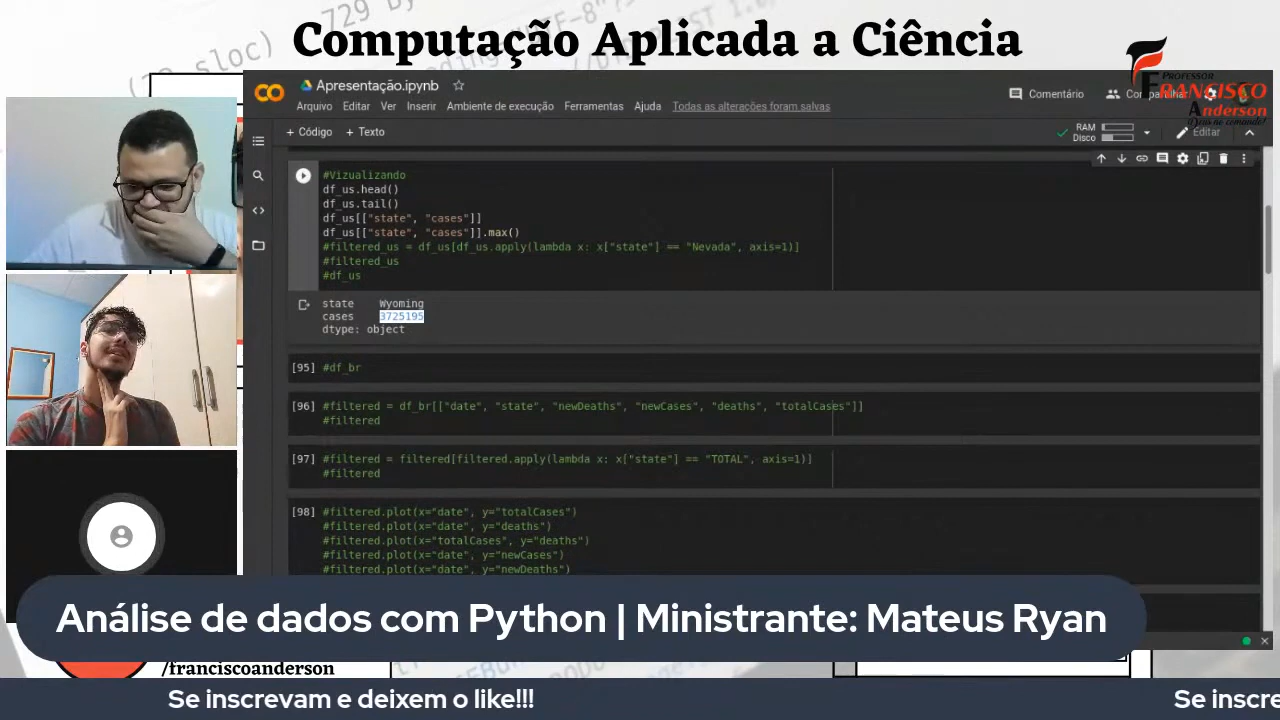 Computação Aplicada a Ciência
PROFESSOR
FRANCISCO
Anderson
Apresentação.ipynb
Comentário
Arquivo Editar Ver Inserir Ambiente de execução Ferramentas Ajuda Todas as alterações foram salvas
+ Código + Texto
RAM
Disco
Editar
#Vizualizando
df_us.head()
df_us.tail()
df_us[["state", "cases"]]
df_us[["state", "cases"]].max()
#filtered_us = df_us[df_us.apply(lambda x: x["state"] == "Nevada", axis=1)]
#filtered_us
#df_us
state Wyoming
cases 3725195
dtype: object
[95] #df_br
[96] #filtered = df_br[["date", "state", "newDeaths", "newCases", "deaths", "totalCases"]]
#filtered
[97] #filtered = filtered[filtered.apply(lambda x: x["state"] == "TOTAL", axis=1)]
#filtered
[98] #filtered.plot(x="date", y="totalCases")
#filtered.plot(x="date", y="deaths")
#filtered.plot(x="totalCases", y="deaths")
#filtered.plot(x="date", y="newCases")
#filtered.plot(x="date", y="newDeaths")
Análise de dados com Python | Ministrante: Mateus Ryan
/franciscoanderson
Se inscrevam e deixem o like!!!
Se inscre